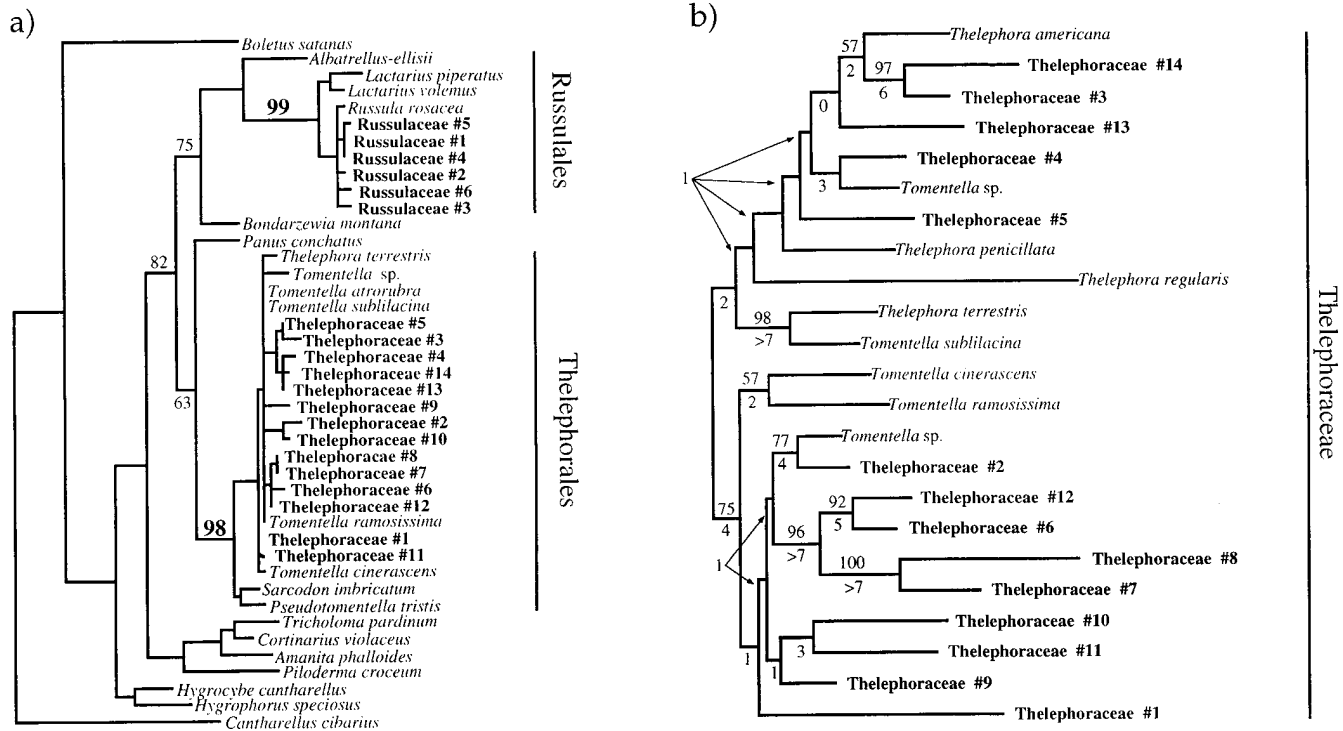 a)
Boletus satanas
Albatrellus-ellisii
Lactarius piperatus
Lactarius volemus
99
Russula rosacea
Russulaceae #5
Russulaceae #1
75
Russulaceae #4
Russulaceae #2
Russulaceae #6
Russulaceae #3
Russulales
Bondarzewia montana
Panus conchatus
82
Thelephora terrestris
Tomentella sp.
Tomentella atrorubra
Tomentella sublilacina
Thelephoraceae #5
Thelephoraceae #3
Thelephoraceae #4
Thelephoraceae #14
Thelephoraceae #13
63
Thelephoraceae #9
Thelephoraceae #2
Thelephoraceae #10
Thelephoraceae #8
Thelephoraceae #7
Thelephoraceae #6
Thelephoraceae #12
98
Tomentella ramosissima
Thelephoraceae #1
Thelephoraceae #11
Tomentella cinerascens
Sarcodon imbricatum
Pseudotomentella tristis
Thelephorales
Tricholoma pardinum
Cortinarius violaceus
Amanita phalloides
Piloderma croceum
Hygrocybe cantharellus
Hygrophorus speciosus
Cantharellus cibarius
b)
Thelephora americana
57
2
97
6
Thelephoraceae #14
Thelephoraceae #3
0
Thelephoraceae #13
Thelephoraceae #4
3
Tomentella sp.
1
Thelephoraceae #5
Thelephora penicillata
Thelephora regularis
2
98
>7
Thelephora terrestris
Tomentella sublilacina
57
2
Tomentella cinerascens
Tomentella ramosissima
77
4
Tomentella sp.
Thelephoraceae #2
75
4
92
5
Thelephoraceae #12
Thelephoraceae #6
96
>7
1
100
>7
Thelephoraceae #8
Thelephoraceae #7
Thelephoraceae #10
3
Thelephoraceae #11
1
1
Thelephoraceae #9
Thelephoraceae #1
Thelephoraceae